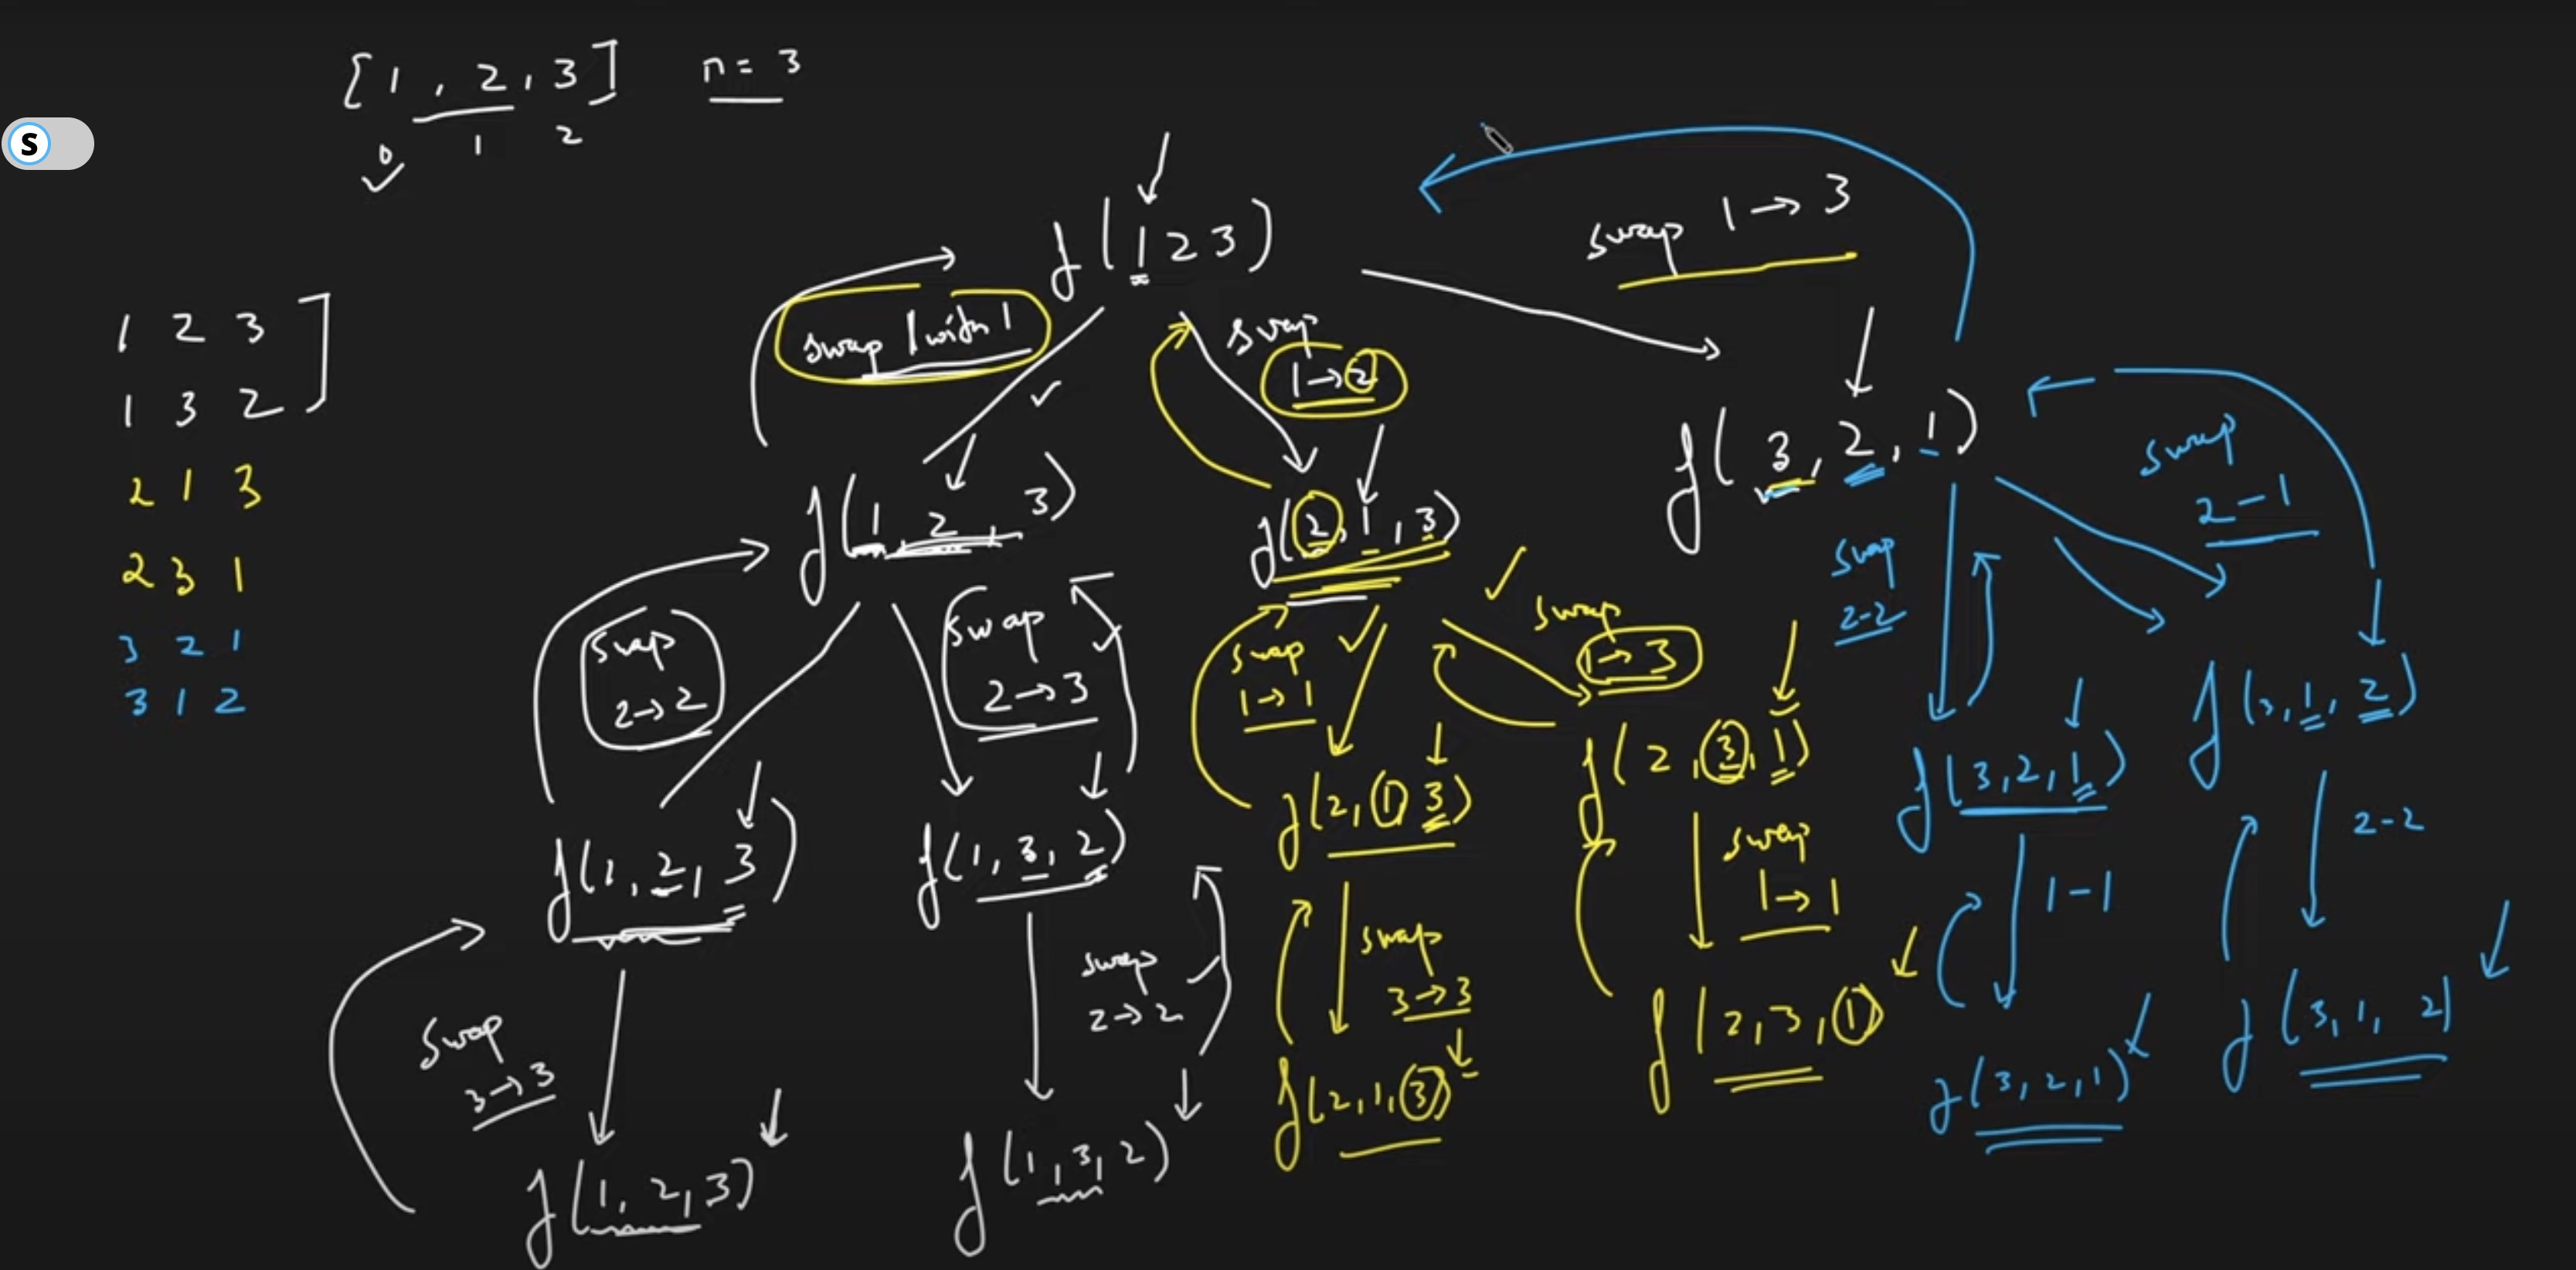 [1, 2, 3] n = 3
0 1 2
S
swap 1 → 3
f(1 2 3)
swap 1 with 1
swap
1 → 2
1 2 3
1 3 2
2 1 3
2 3 1
3 2 1
3 1 2
f(1, 2, 3)
f(2, 1, 3)
f(3, 2, 1)
swap
2 → 2
swap
2 → 3
swap
1 → 1
swap
1 → 3
swap
2-2
swap
2-1
f(1, 2, 3)
f(1, 3, 2)
f(2, 1 3)
f(2, 3, 1)
f(3, 2, 1)
f(3, 1, 2)
swap
3 → 3
swap
2 → 2
swap
3 → 3
swap
1 → 1
1-1
2-2
f(1, 2, 3)
f(1, 3, 2)
f(2, 1, 3)
f(2, 3, 1)
f(3, 2, 1)
f(3, 1, 2)